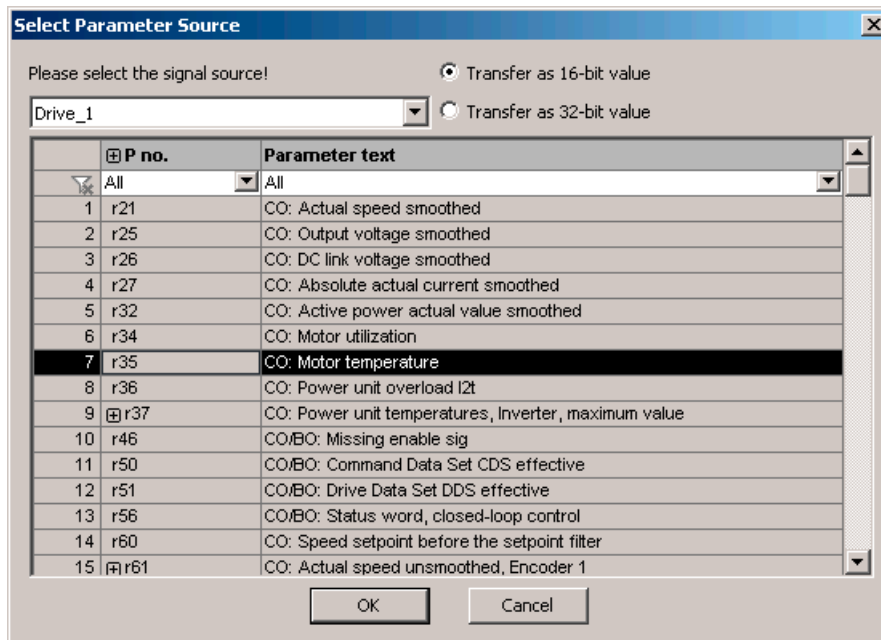 Select Parameter Source
Please select the signal source!
Transfer as 16-bit value
Drive_1
Transfer as 32-bit value
P no. Parameter text
All All
1 r21 CO: Actual speed smoothed
2 r25 CO: Output voltage smoothed
3 r26 CO: DC link voltage smoothed
4 r27 CO: Absolute actual current smoothed
5 r32 CO: Active power actual value smoothed
6 r34 CO: Motor utilization
7 r35 CO: Motor temperature
8 r36 CO: Power unit overload I2t
9 r37 CO: Power unit temperatures, Inverter, maximum value
10 r46 CO/BO: Missing enable sig
11 r50 CO/BO: Command Data Set CDS effective
12 r51 CO/BO: Drive Data Set DDS effective
13 r56 CO/BO: Status word, closed-loop control
14 r60 CO: Speed setpoint before the setpoint filter
15 r61 CO: Actual speed unsmoothed, Encoder 1
OK Cancel